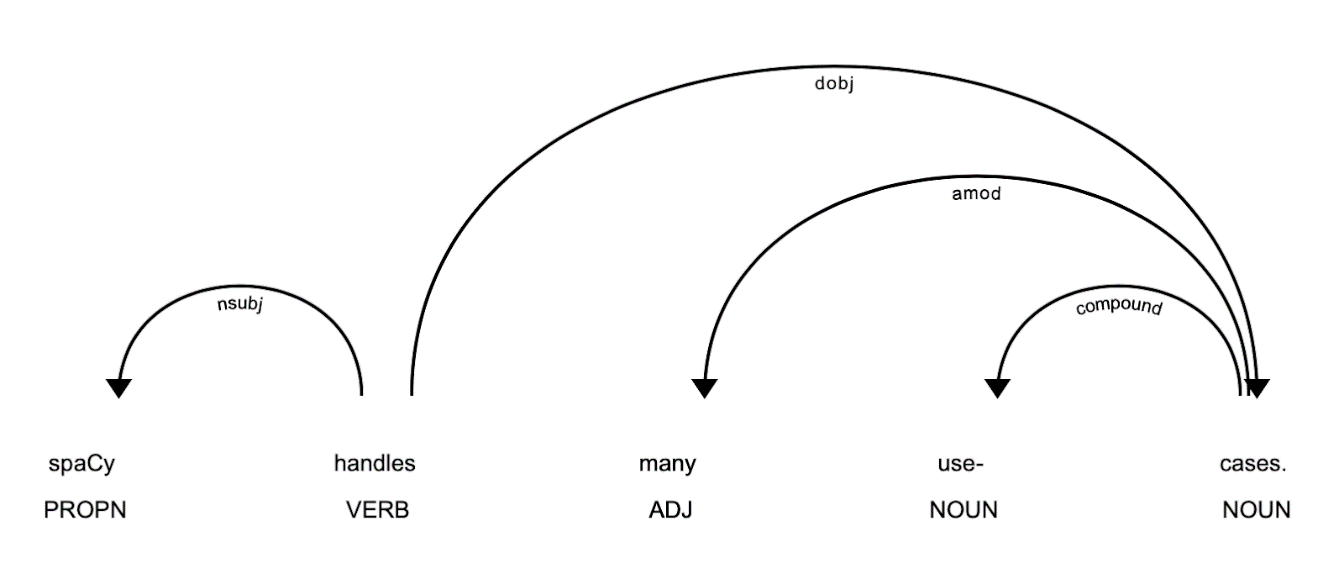 dobj
amod
nsubj compound
spaCy handles many use- cases.
PROPN VERB ADJ NOUN NOUN